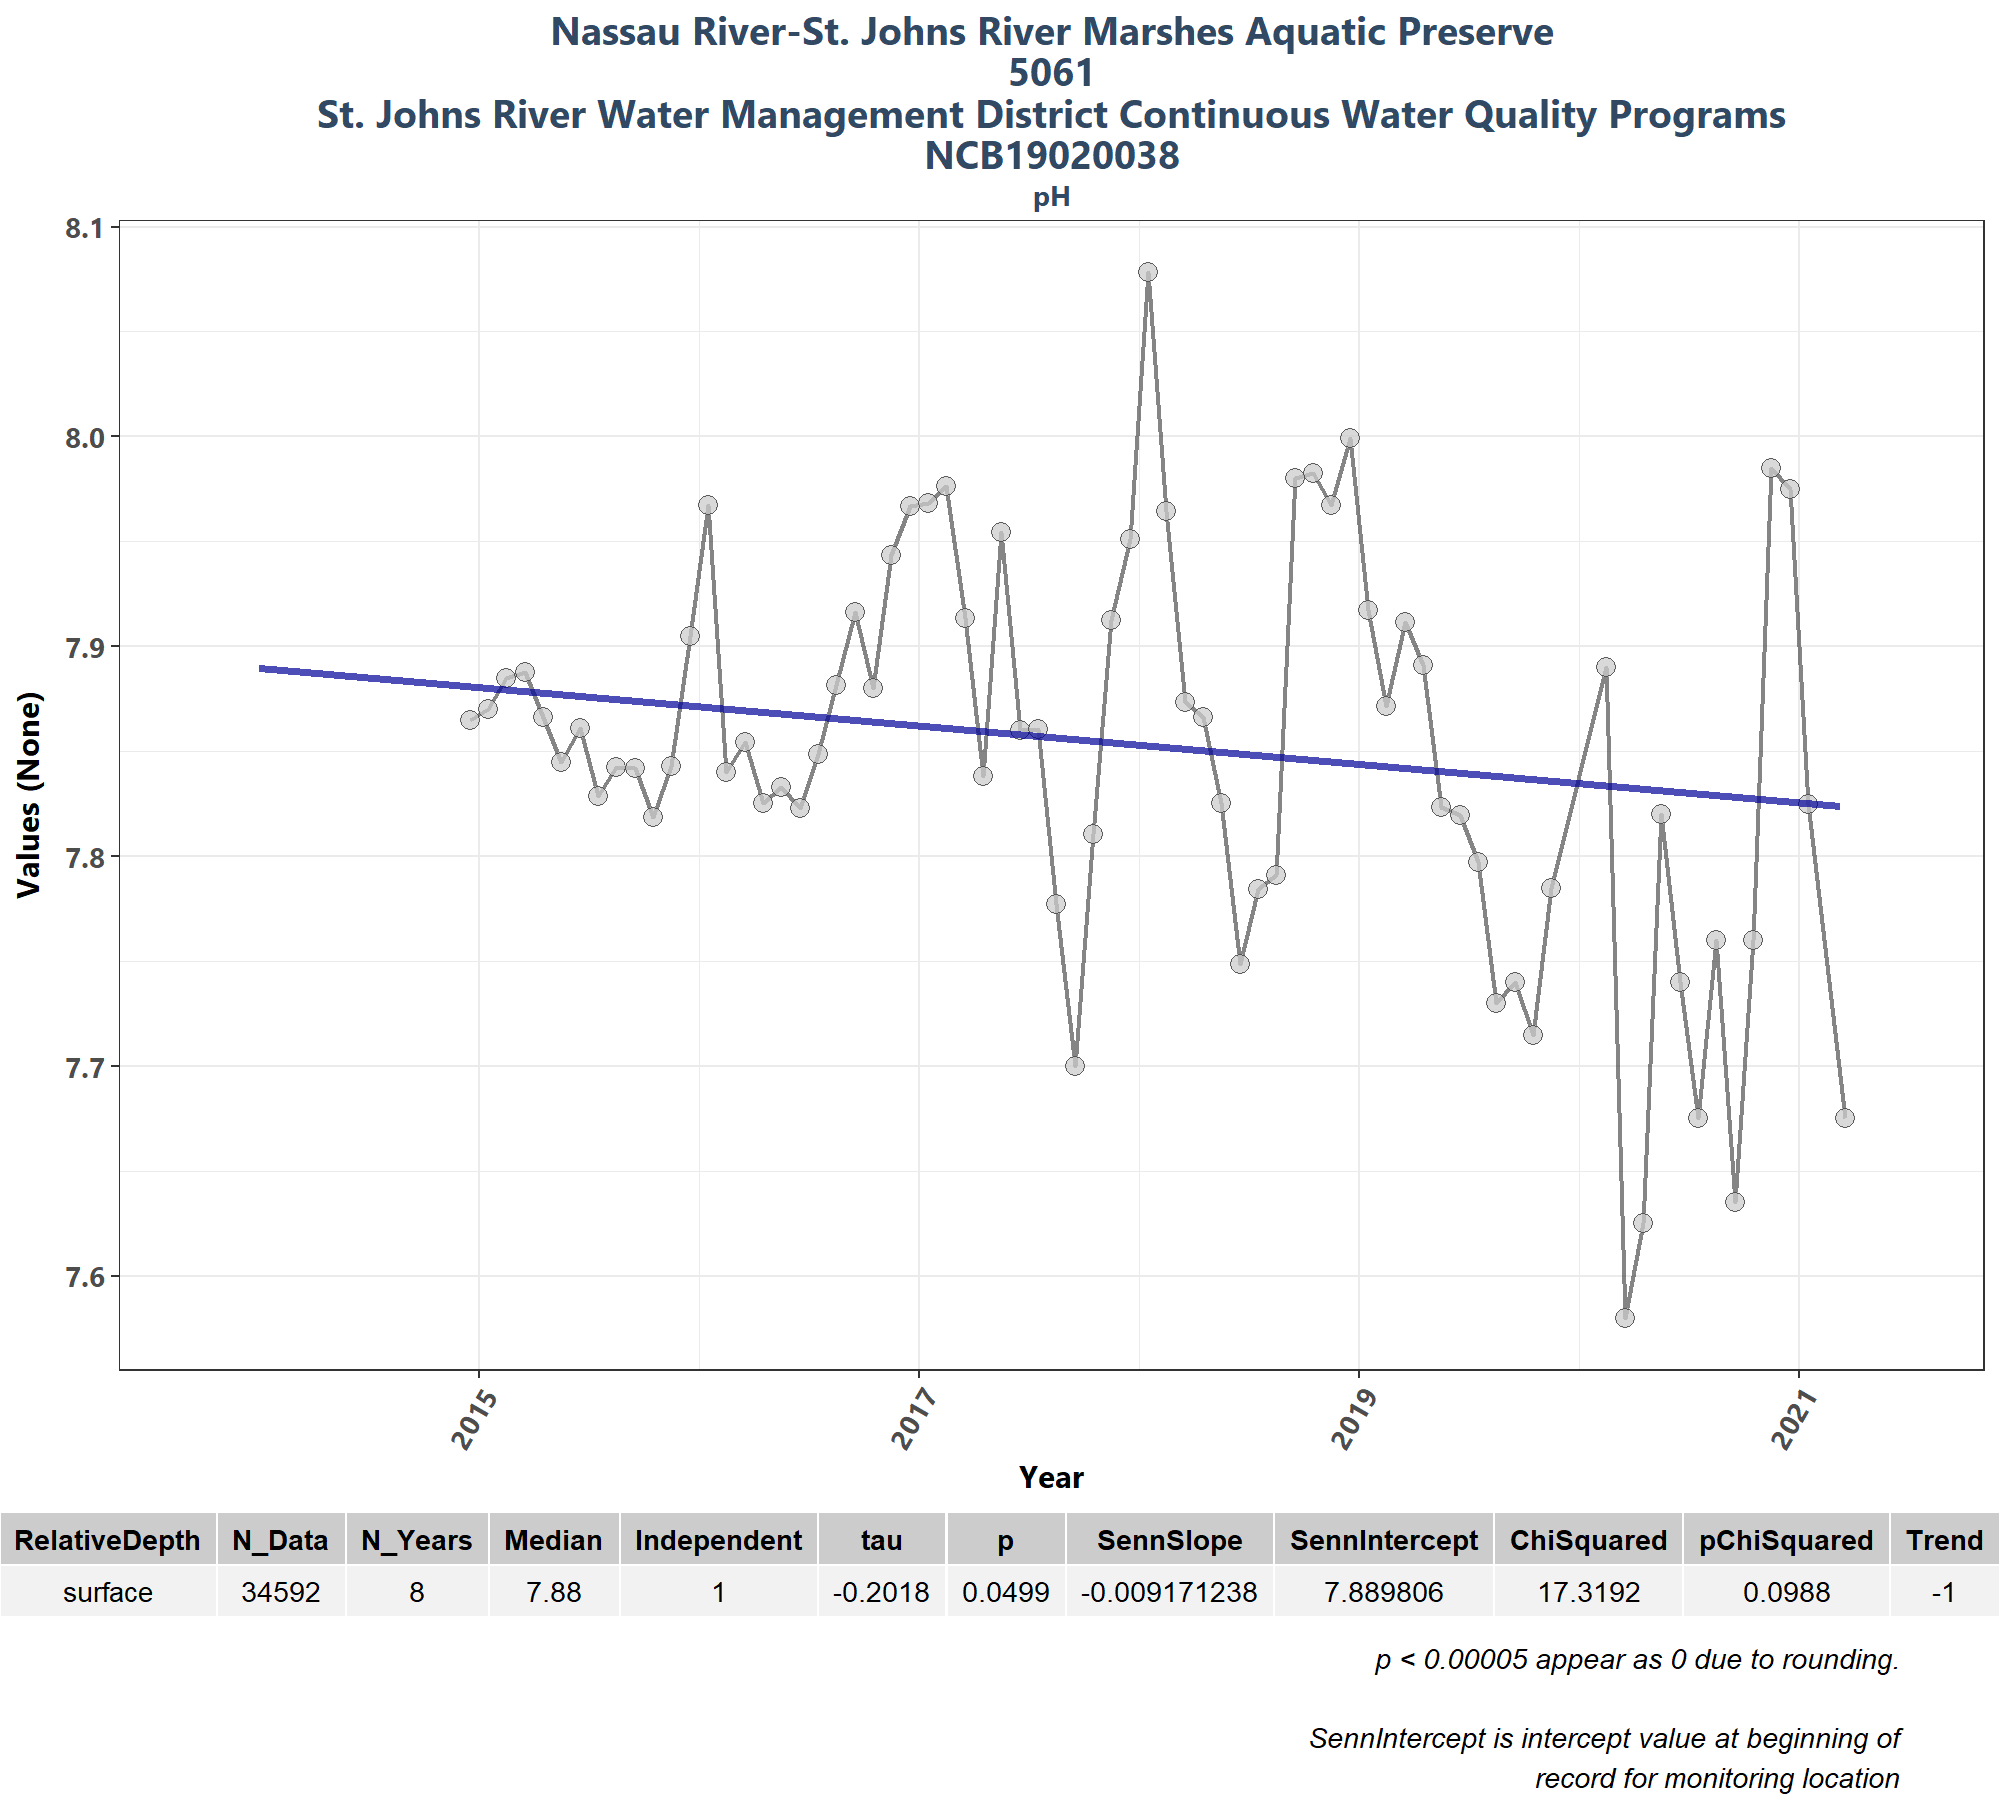 Nassau River-St. Johns River Marshes Aquatic Preserve
5061
St. Johns River Water Management District Continuous Water Quality Programs
NCB19020038
pH
8.1
8.0
7.9
7.8
7.7
7.6
Values (None)
2015
2017
2019
2021
Year
RelativeDepth N_Data N_Years Median Independent tau p SennSlope SennIntercept ChiSquared pChiSquared Trend
surface 34592 8 7.88 1 -0.2018 0.0499 -0.009171238 7.889806 17.3192 0.0988 -1
p < 0.00005 appear as 0 due to rounding.
SennIntercept is intercept value at beginning of
record for monitoring location